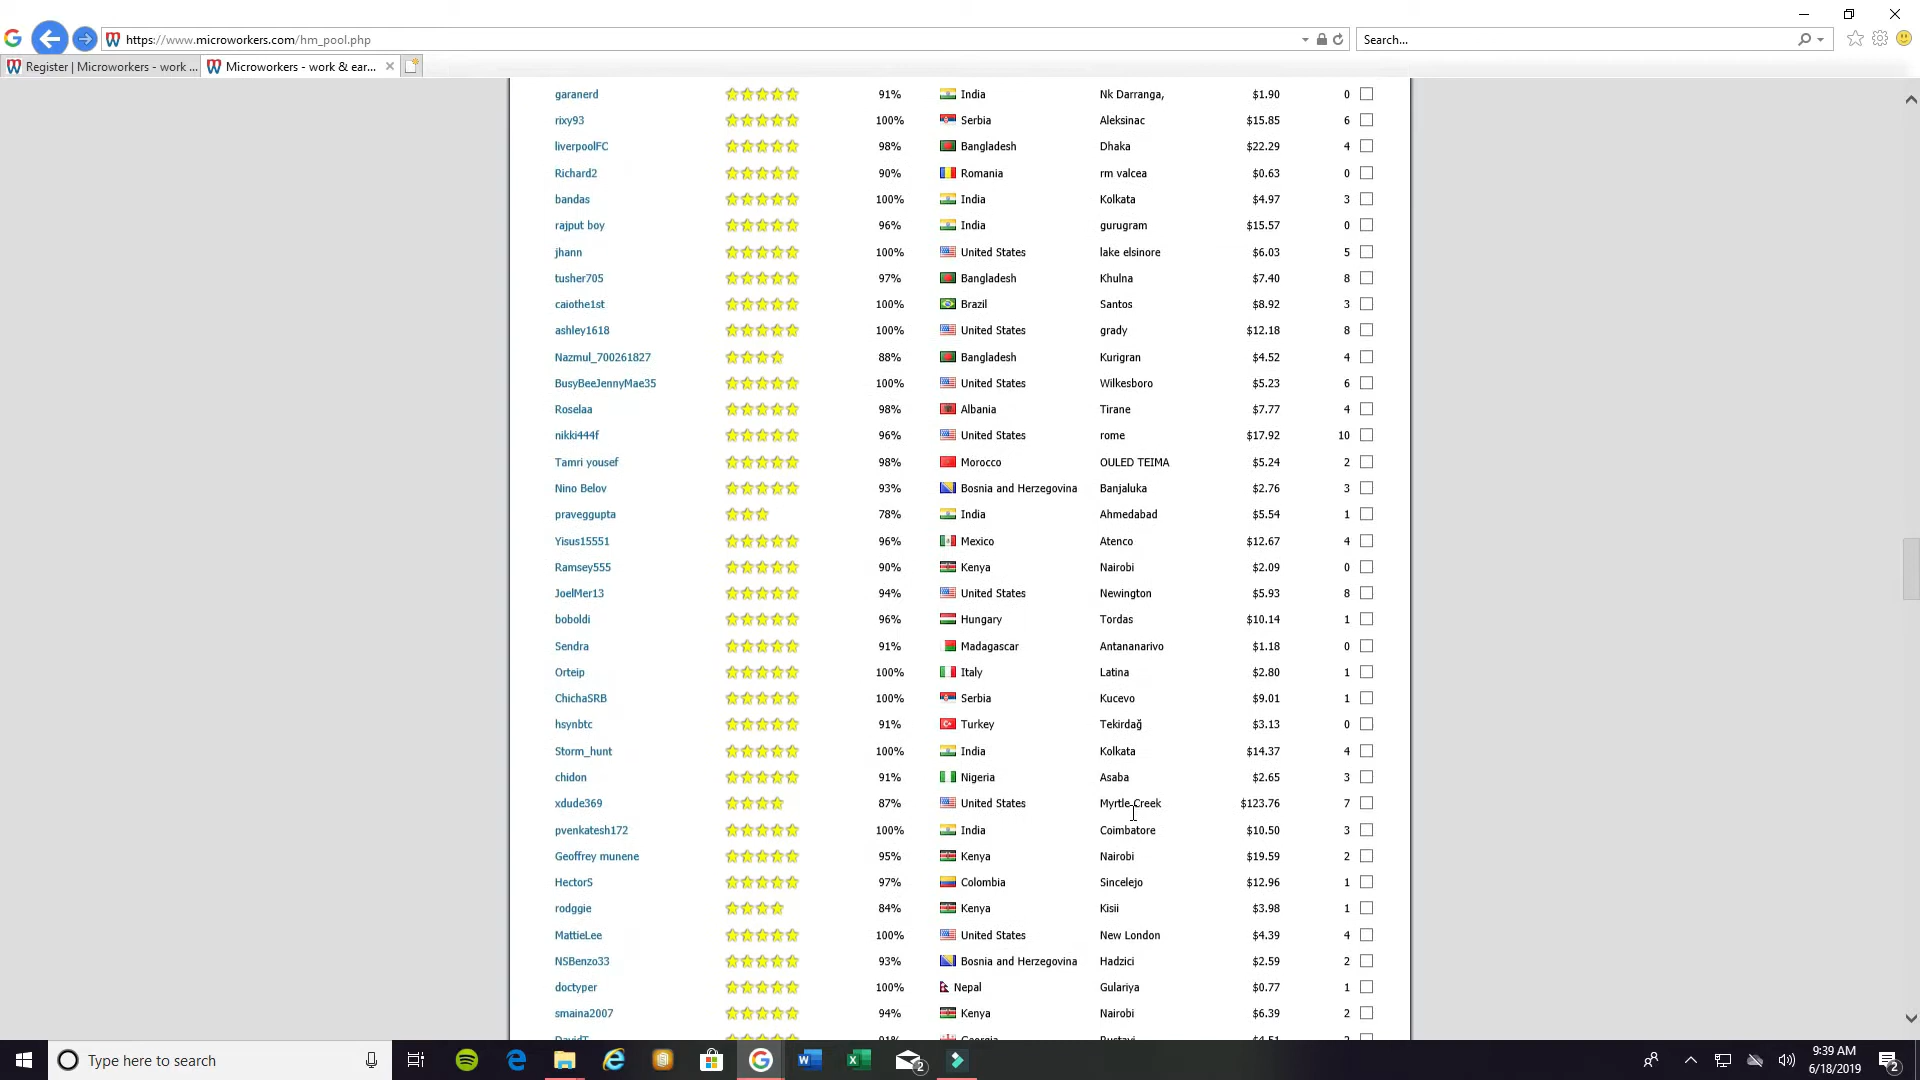 https://www.microworkers.com/hm_pool.php
Search...
Register | Microworkers - work ...
Microworkers - work & ear...
garanerd 91% India Nk Darranga, $1.90 0
rixy93 100% Serbia Aleksinac $15.85 6
liverpoolFC 98% Bangladesh Dhaka $22.29 4
Richard2 90% Romania rm valcea $0.63 0
bandas 100% India Kolkata $4.97 3
rajput boy 96% India gurugram $15.57 0
jhann 100% United States lake elsinore $6.03 5
tusher705 97% Bangladesh Khulna $7.40 8
caiothe1st 100% Brazil Santos $8.92 3
ashley1618 100% United States grady $12.18 8
Nazmul_700261827 88% Bangladesh Kurigran $4.52 4
BusyBeeJennyMae35 100% United States Wilkesboro $5.23 6
Roselaa 98% Albania Tirane $7.77 4
nikki444f 96% United States rome $17.92 10
Tamri yousef 98% Morocco OULED TEIMA $5.24 2
Nino Belov 93% Bosnia and Herzegovina Banjaluka $2.76 3
praveggupta 78% India Ahmedabad $5.54 1
Yisus15551 96% Mexico Atenco $12.67 4
Ramsey555 90% Kenya Nairobi $2.09 0
JoelMer13 94% United States Newington $5.93 8
boboldi 96% Hungary Tordas $10.14 1
Sendra 91% Madagascar Antananarivo $1.18 0
Orteip 100% Italy Latina $2.80 1
ChichaSRB 100% Serbia Kucevo $9.01 1
hsynbtc 91% Turkey Tekirdağ $3.13 0
Storm_hunt 100% India Kolkata $14.37 4
chidon 91% Nigeria Asaba $2.65 3
xdude369 87% United States Myrtle Creek $123.76 7
pvenkatesh172 100% India Coimbatore $10.50 3
Geoffrey munene 95% Kenya Nairobi $19.59 2
HectorS 97% Colombia Sincelejo $12.96 1
rodggie 84% Kenya Kisii $3.98 1
MattieLee 100% United States New London $4.39 4
NSBenzo33 93% Bosnia and Herzegovina Hadzici $2.59 2
doctyper 100% Nepal Gulariya $0.77 1
smaina2007 94% Kenya Nairobi $6.39 2
DavidT 91% Georgia Rustavi $4.51
Type here to search
2
9:39 AM
6/18/2019
2